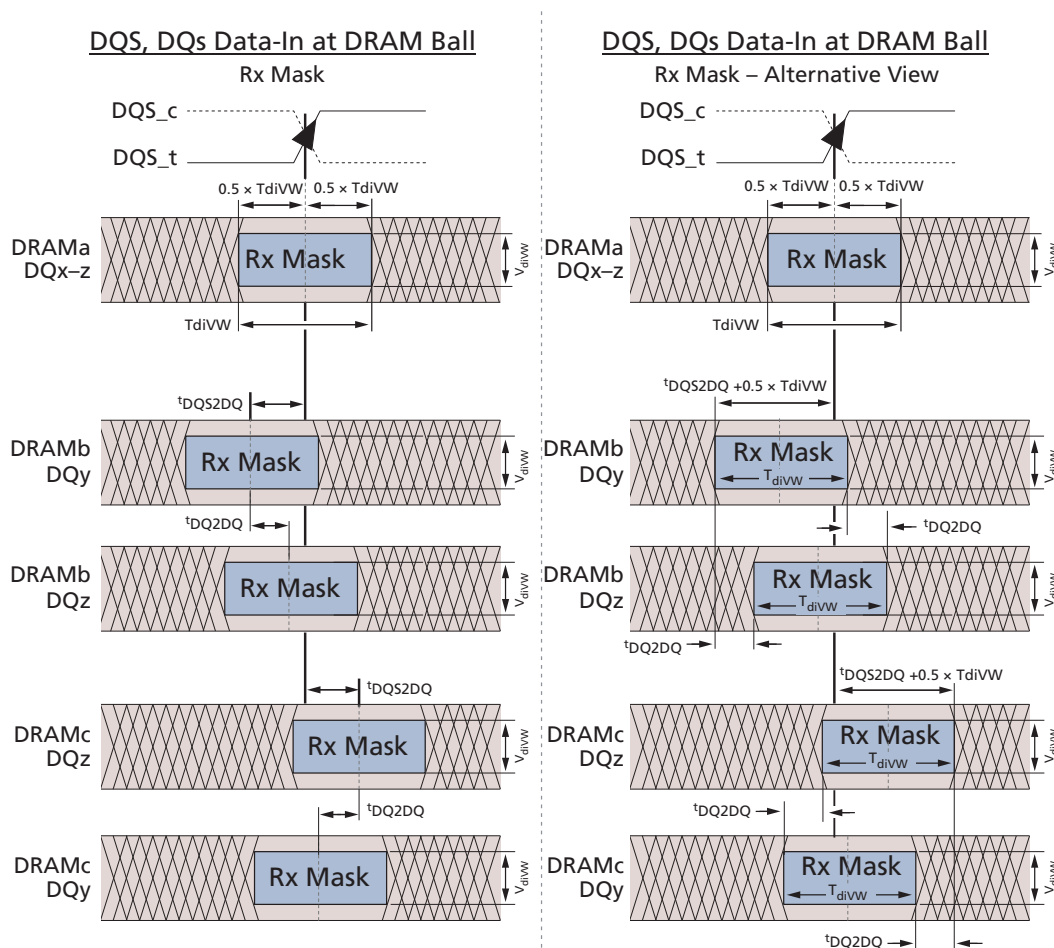 DQS, DQs Data-In at DRAM Ball
Rx Mask
DQS_c
DQS_t
0.5 × TdiVW
0.5 × TdiVW
DRAMa
DQx–z
Rx Mask
VdiVW
TdiVW
tDQS2DQ
DRAMb
DQy
Rx Mask
VdiVW
tDQ2DQ
DRAMb
DQz
Rx Mask
VdiVW
tDQS2DQ
DRAMc
DQz
Rx Mask
VdiVW
tDQ2DQ
DRAMc
DQy
Rx Mask
VdiVW
DQS, DQs Data-In at DRAM Ball
Rx Mask – Alternative View
DQS_c
DQS_t
0.5 × TdiVW
0.5 × TdiVW
DRAMa
DQx–z
Rx Mask
VdiVW
TdiVW
tDQS2DQ +0.5 × TdiVW
DRAMb
DQy
Rx Mask
TdiVW
VdiVW
tDQ2DQ
DRAMb
DQz
Rx Mask
TdiVW
VdiVW
tDQ2DQ
tDQS2DQ +0.5 × TdiVW
DRAMc
DQz
Rx Mask
TdiVW
VdiVW
tDQ2DQ
DRAMc
DQy
Rx Mask
TdiVW
VdiVW
tDQ2DQ